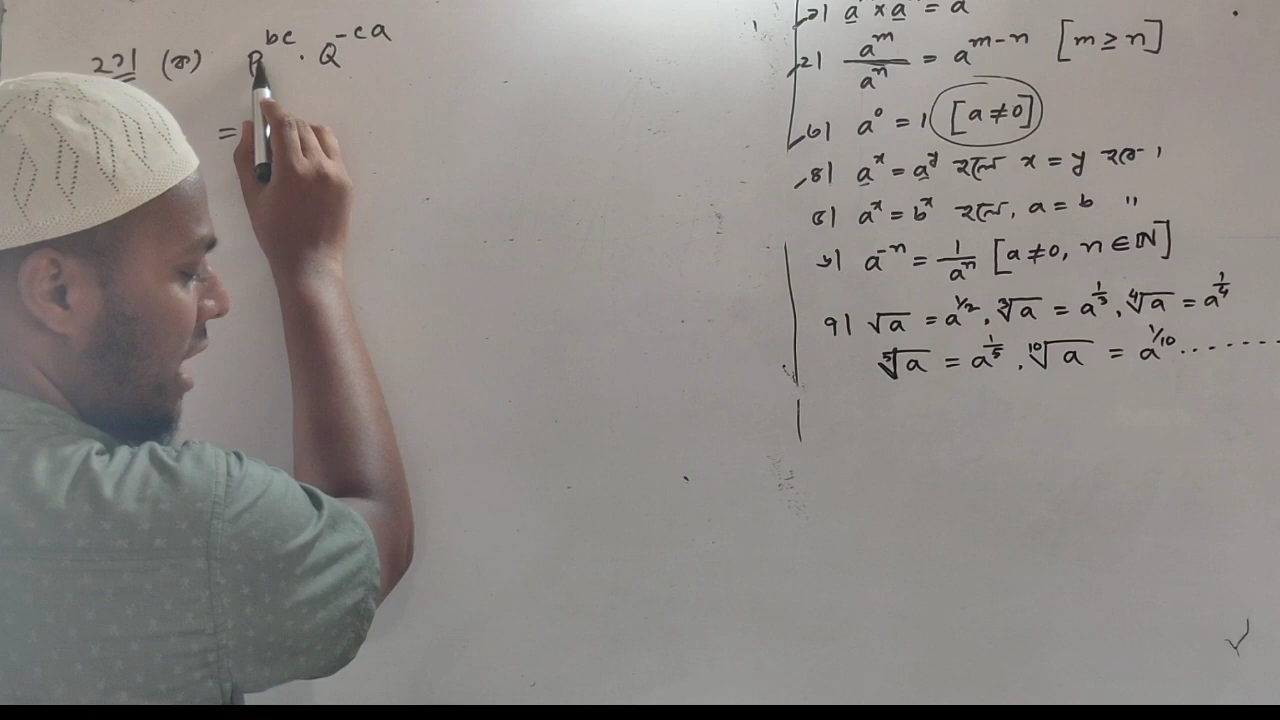 ২১। (ক) P^{bc} . Q^{-ca}
=
১। a × a = a
২। a^m/a^n = a^{m-n} [m ≥ n]
৩। a^0 = 1 [a ≠ 0]
৪। a^x = a^y হলে x = y হবে।
৫। a^x = b^x হলে, a = b "
৬। a^{-n} = 1/a^n [a ≠ 0, n ∈ ℕ]
৭। √a = a^{1/2}, ∛a = a^{1/3}, ∜a = a^{1/4}
⁵√a = a^{1/5}, ¹⁰√a = a^{1/10} .......